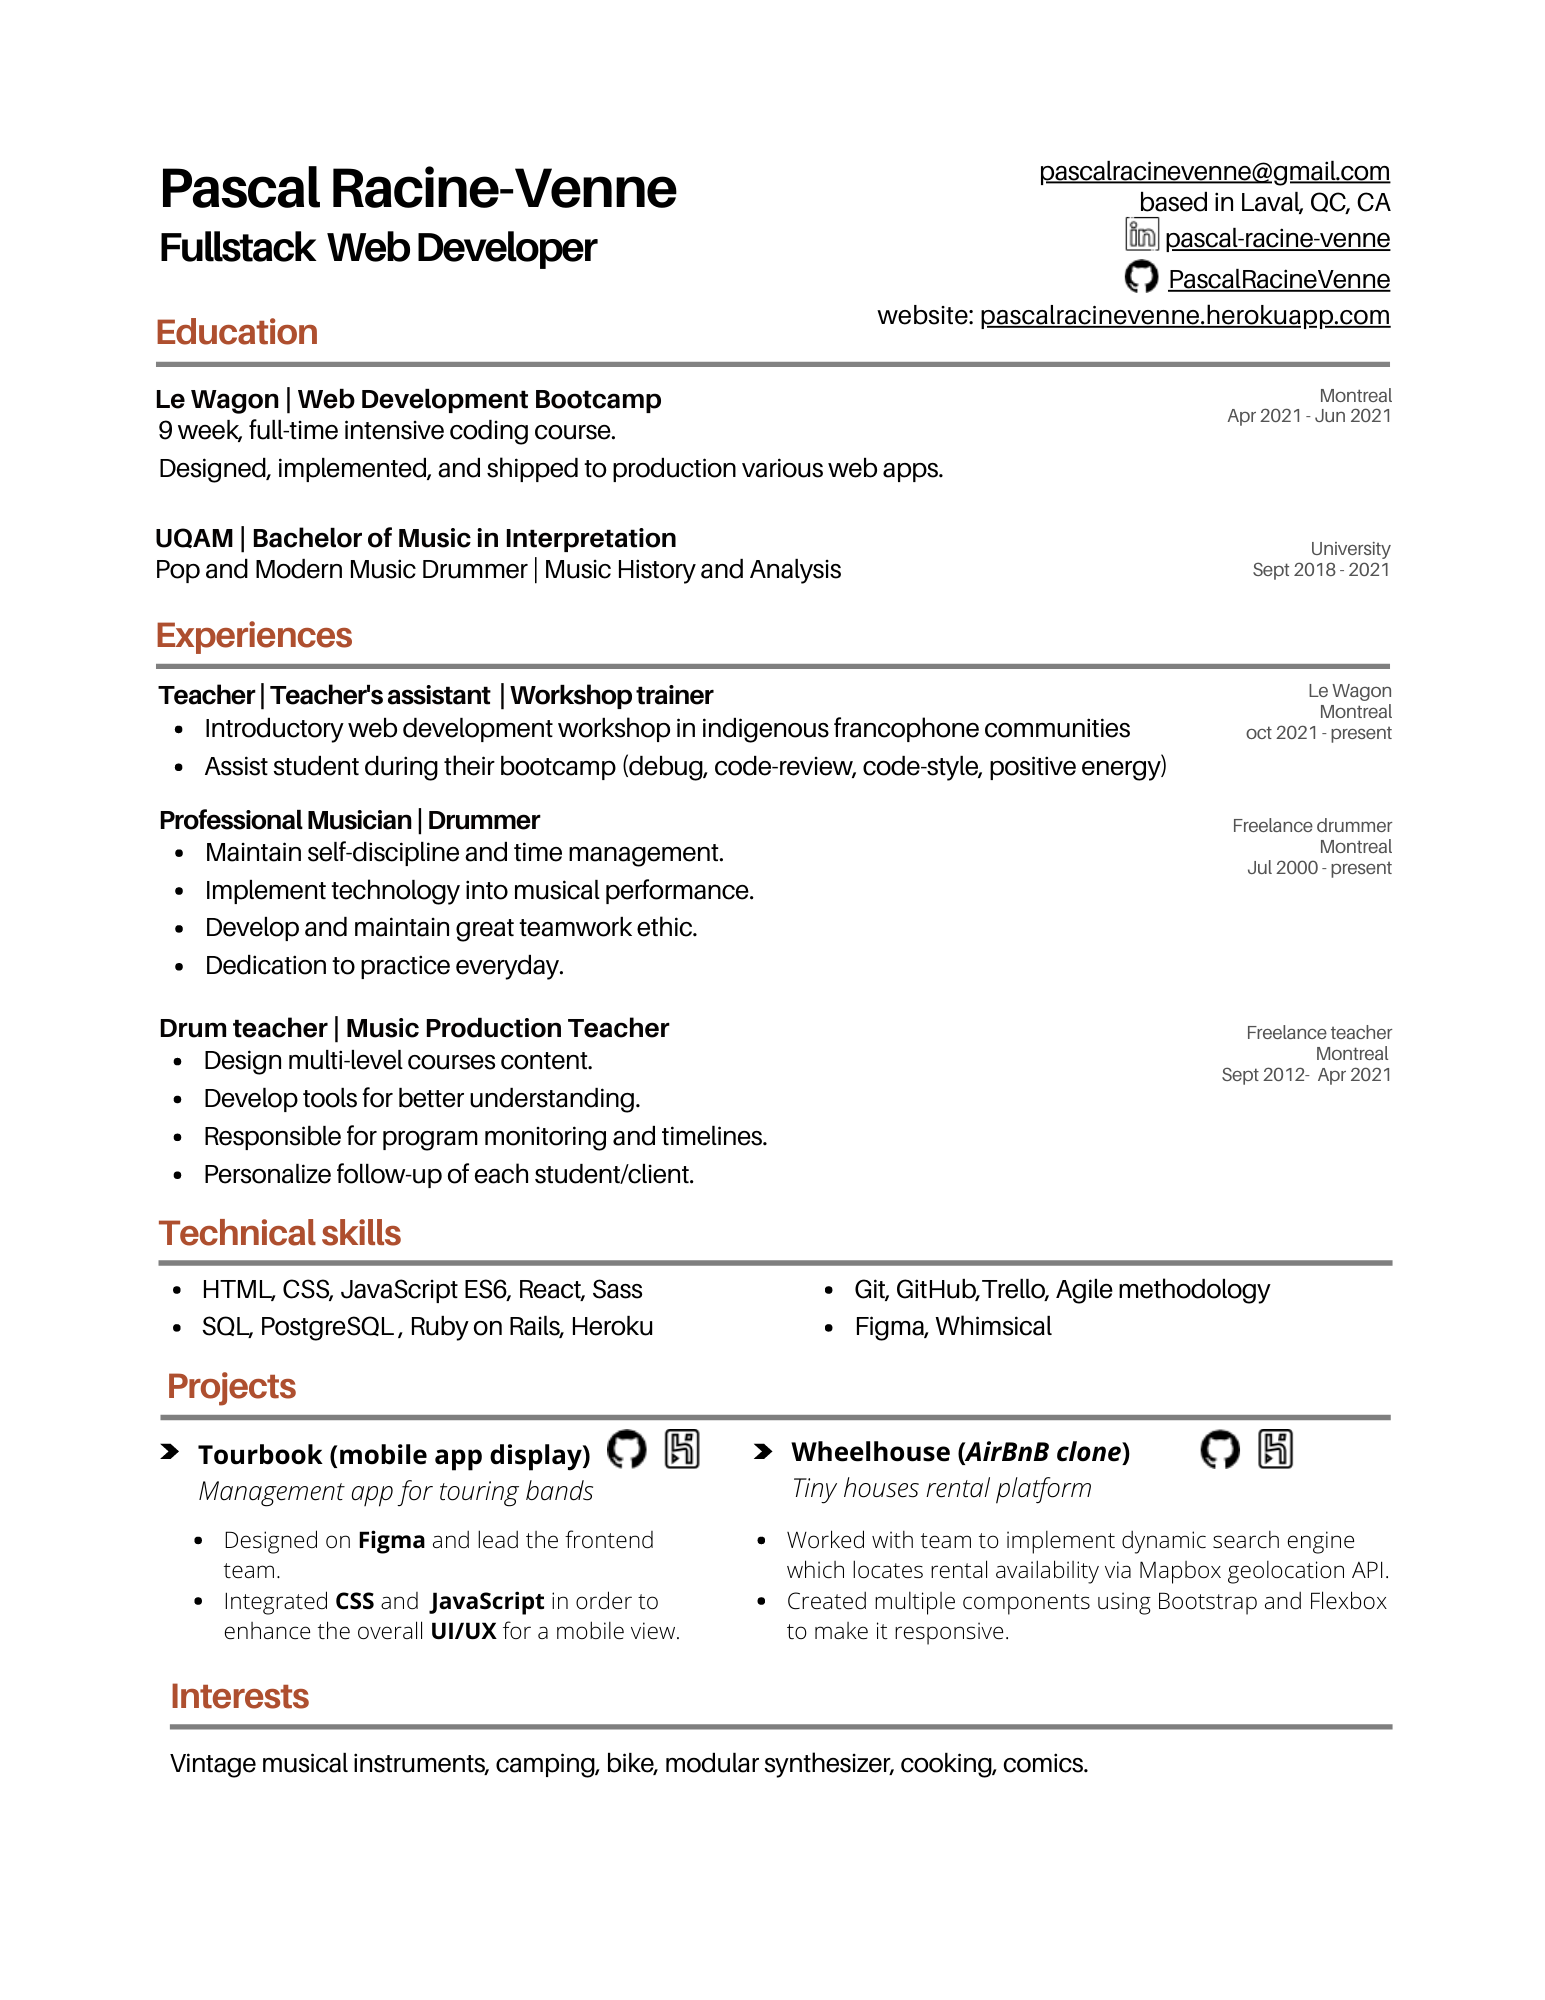 Pascal Racine-Venne
Fullstack Web Developer
pascalracinevenne@gmail.com
based in Laval, QC, CA
in pascal-racine-venne
PascalRacineVenne
website: pascalracinevenne.herokuapp.com
Education
Le Wagon | Web Development Bootcamp
Montreal
Apr 2021 - Jun 2021
9 week, full-time intensive coding course.
Designed, implemented, and shipped to production various web apps.
UQAM | Bachelor of Music in Interpretation
Pop and Modern Music Drummer | Music History and Analysis
University
Sept 2018 - 2021
Experiences
Teacher | Teacher's assistant | Workshop trainer
Le Wagon
Montreal
oct 2021 - present
• Introductory web development workshop in indigenous francophone communities
• Assist student during their bootcamp (debug, code-review, code-style, positive energy)
Professional Musician | Drummer
Freelance drummer
Montreal
Jul 2000 - present
• Maintain self-discipline and time management.
• Implement technology into musical performance.
• Develop and maintain great teamwork ethic.
• Dedication to practice everyday.
Drum teacher | Music Production Teacher
Freelance teacher
Montreal
Sept 2012- Apr 2021
• Design multi-level courses content.
• Develop tools for better understanding.
• Responsible for program monitoring and timelines.
• Personalize follow-up of each student/client.
Technical skills
• HTML, CSS, JavaScript ES6, React, Sass
• SQL, PostgreSQL , Ruby on Rails, Heroku
• Git, GitHub,Trello, Agile methodology
• Figma, Whimsical
Projects
Tourbook (mobile app display)
Management app for touring bands
• Designed on Figma and lead the frontend
team.
• Integrated CSS and JavaScript in order to
enhance the overall UI/UX for a mobile view.
Wheelhouse (AirBnB clone)
Tiny houses rental platform
• Worked with team to implement dynamic search engine
which locates rental availability via Mapbox geolocation API.
• Created multiple components using Bootstrap and Flexbox
to make it responsive.
Interests
Vintage musical instruments, camping, bike, modular synthesizer, cooking, comics.